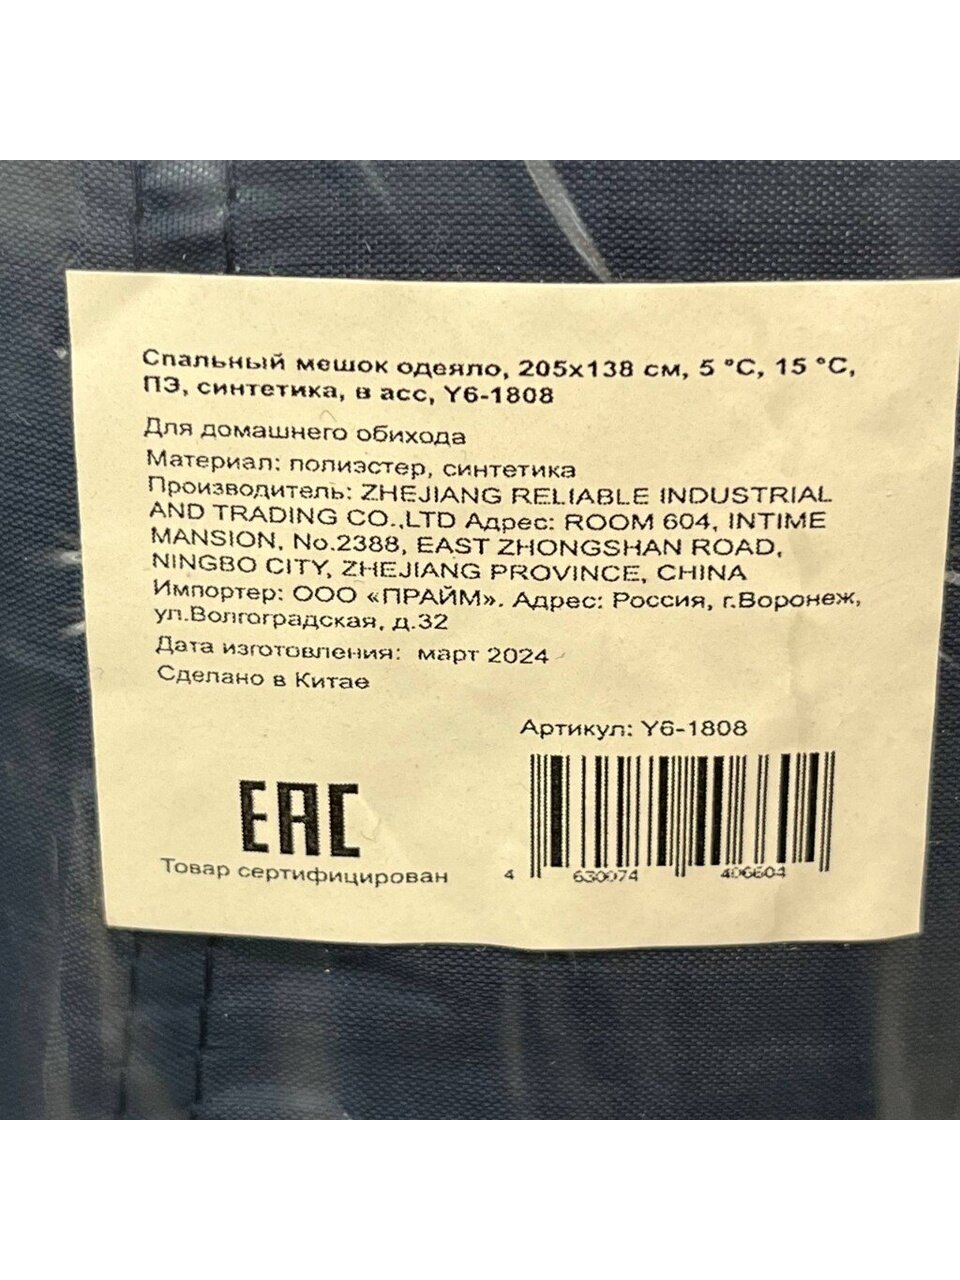 Спальный мешок одеяло, 205х138 см, 5 °C, 15 °C,
ПЭ, синтетика, в асс, Y6-1808
Для домашнего обихода
Материал: полиэстер, синтетика
Производитель: ZHEJIANG RELIABLE INDUSTRIAL
AND TRADING CO.,LTD Адрес: ROOM 604, INTIME
MANSION, No.2388, EAST ZHONGSHAN ROAD,
NINGBO CITY, ZHEJIANG PROVINCE, CHINA
Импортер: ООО «ПРАЙМ». Адрес: Россия, г.Воронеж,
ул.Волгоградская, д.32
Дата изготовления: март 2024
Сделано в Китае
Артикул: Y6-1808
EAC
Товар сертифицирован
4 630074 406604